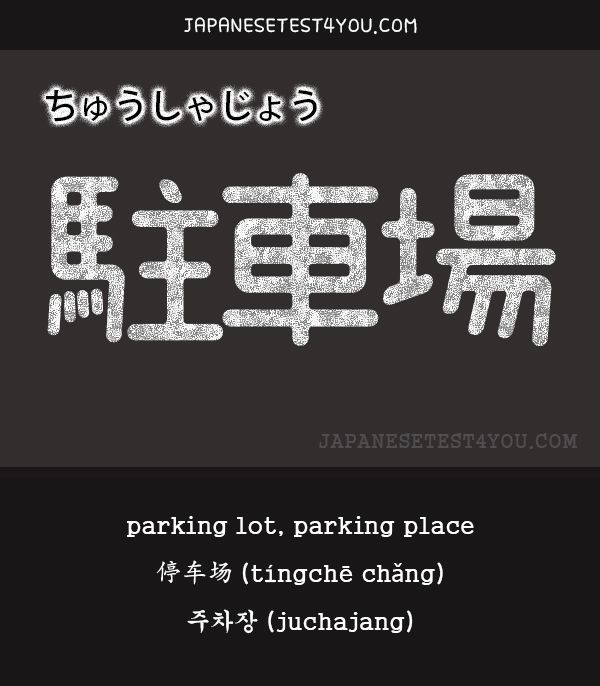 JAPANESETEST4YOU.COM
ちゅうしゃじょう
駐車場
JAPANESETEST4YOU.COM
parking lot, parking place
停车场 (tíngchē chǎng)
주차장 (juchajang)